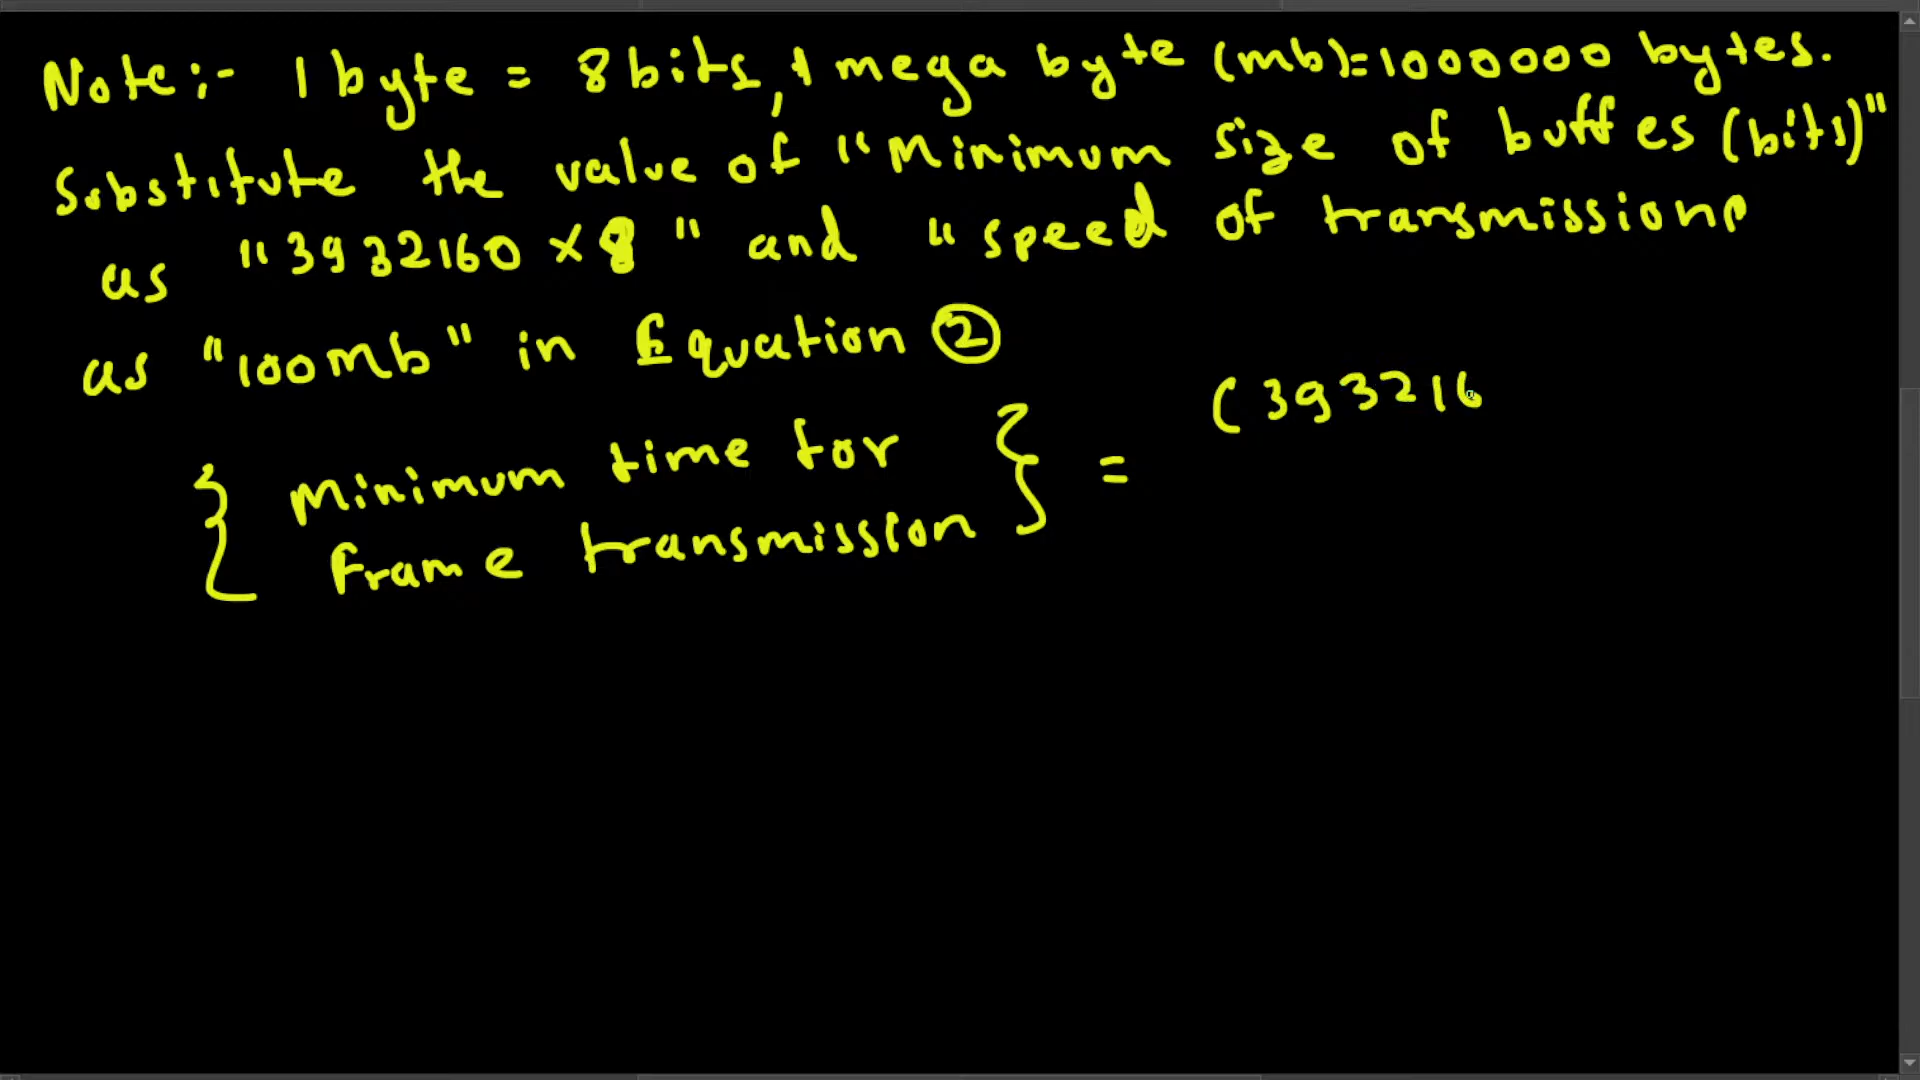 Note:- 1 byte = 8 bits, 1 mega byte (mb)=1000000 bytes.
Substitute the value of "Minimum size of buffes (bits)"
as "3932160 x 8" and "speed of transmission"
as "100mb" in Equation ②
{ Minimum time for
frame transmission } = (393216